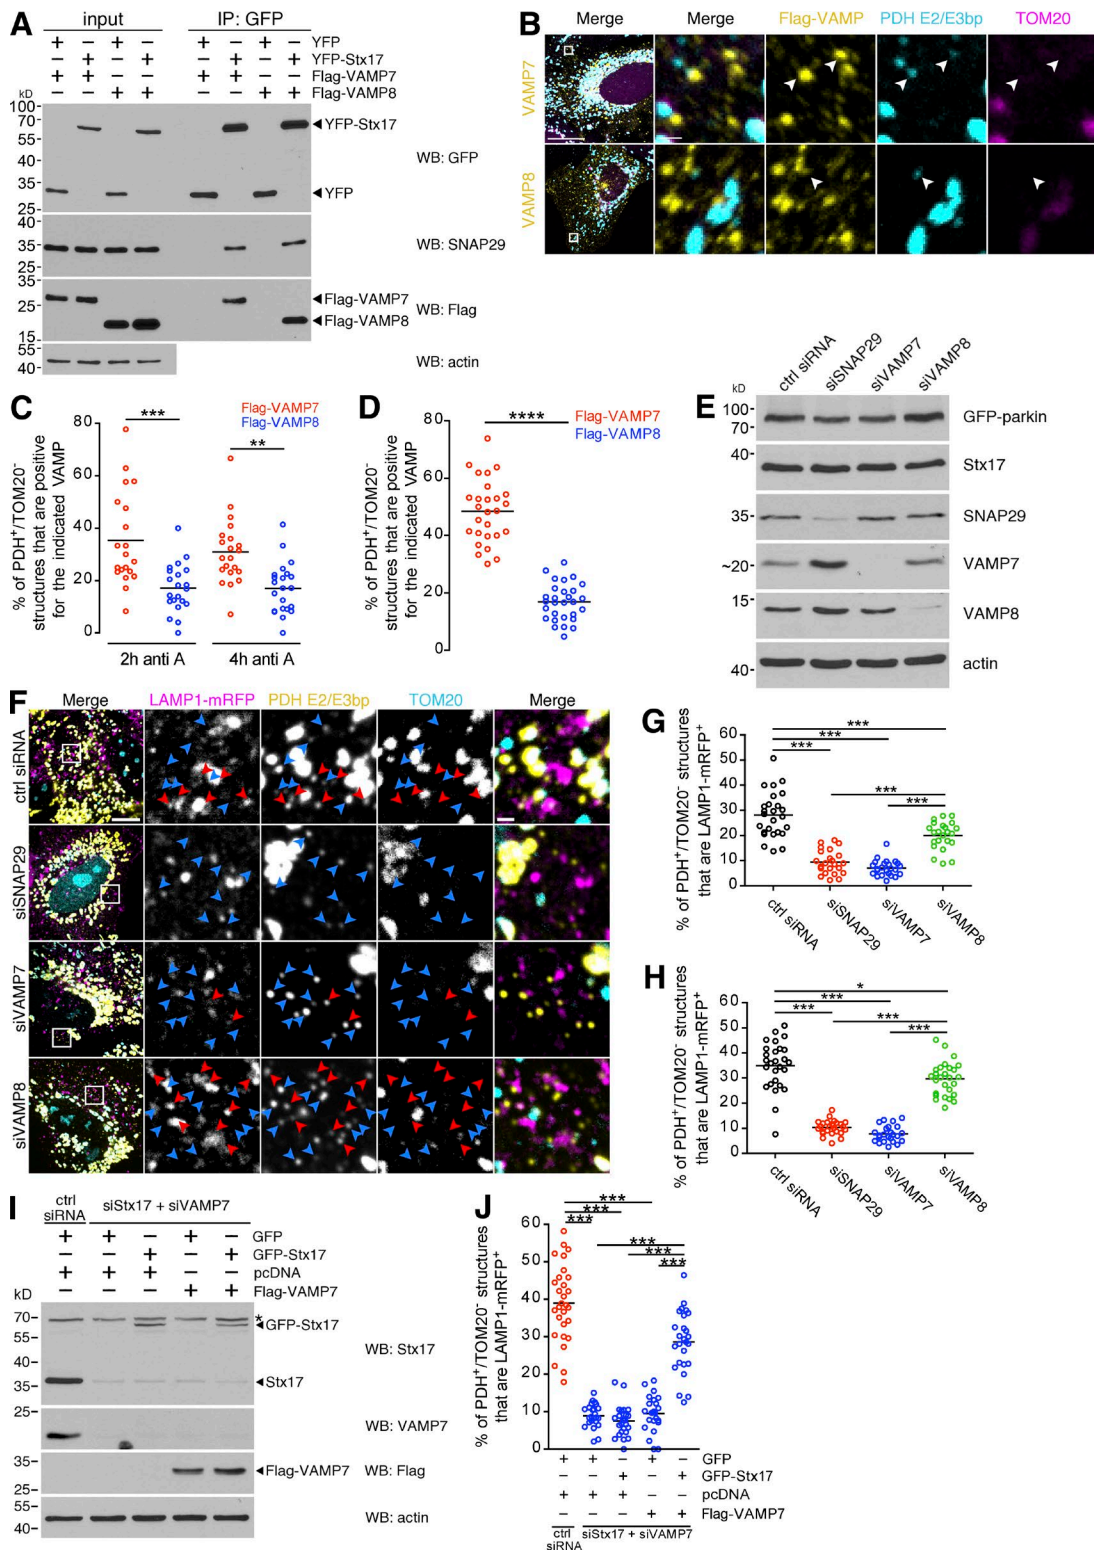 A
input
IP: GFP
+ – + – + – + – YFP
– + – + – + – + YFP-Stx17
+ + – – + + – – Flag-VAMP7
– – + + – – + + Flag-VAMP8
kD
100-
70-
55-
40-
35-
25-
YFP-Stx17
YFP
WB: GFP
40-
35-
25-
WB: SNAP29
35-
25-
15-
Flag-VAMP7
Flag-VAMP8
WB: Flag
55-
40-
WB: actin
B
Merge
Merge
Flag-VAMP
PDH E2/E3bp
TOM20
VAMP7
VAMP8
C
Flag-VAMP7
Flag-VAMP8
% of PDH+/TOM20- structures that are positive for the indicated VAMP
80
60
40
20
0
***
**
2h anti A
4h anti A
D
Flag-VAMP7
Flag-VAMP8
% of PDH+/TOM20- structures that are positive for the indicated VAMP
80
60
40
20
0
****
E
ctrl siRNA
siSNAP29
siVAMP7
siVAMP8
kD
100-
70-
GFP-parkin
40-
Stx17
35-
SNAP29
~20-
VAMP7
15-
VAMP8
40-
actin
F
Merge
LAMP1-mRFP
PDH E2/E3bp
TOM20
Merge
ctrl siRNA
siSNAP29
siVAMP7
siVAMP8
G
% of PDH+/TOM20- structures that are LAMP1-mRFP+
60
50
40
30
20
10
0
***
***
***
***
***
ctrl siRNA
siSNAP29
siVAMP7
siVAMP8
H
% of PDH+/TOM20- structures that are LAMP1-mRFP+
60
50
40
30
20
10
0
*
***
***
***
***
ctrl siRNA
siSNAP29
siVAMP7
siVAMP8
I
ctrl siRNA
siStx17 + siVAMP7
+ + – + – GFP
– – + – + GFP-Stx17
+ + + – – pcDNA
– – – + + Flag-VAMP7
kD
70-
55-
35-
*
GFP-Stx17
Stx17
WB: Stx17
25-
15-
WB: VAMP7
35-
25-
Flag-VAMP7
WB: Flag
55-
40-
WB: actin
J
% of PDH+/TOM20- structures that are LAMP1-mRFP+
60
50
40
30
20
10
0
***
***
***
***
***
***
+ + – + – GFP
– – + – + GFP-Stx17
+ + + – – pcDNA
– – – + + Flag-VAMP7
ctrl siRNA
siStx17 + siVAMP7